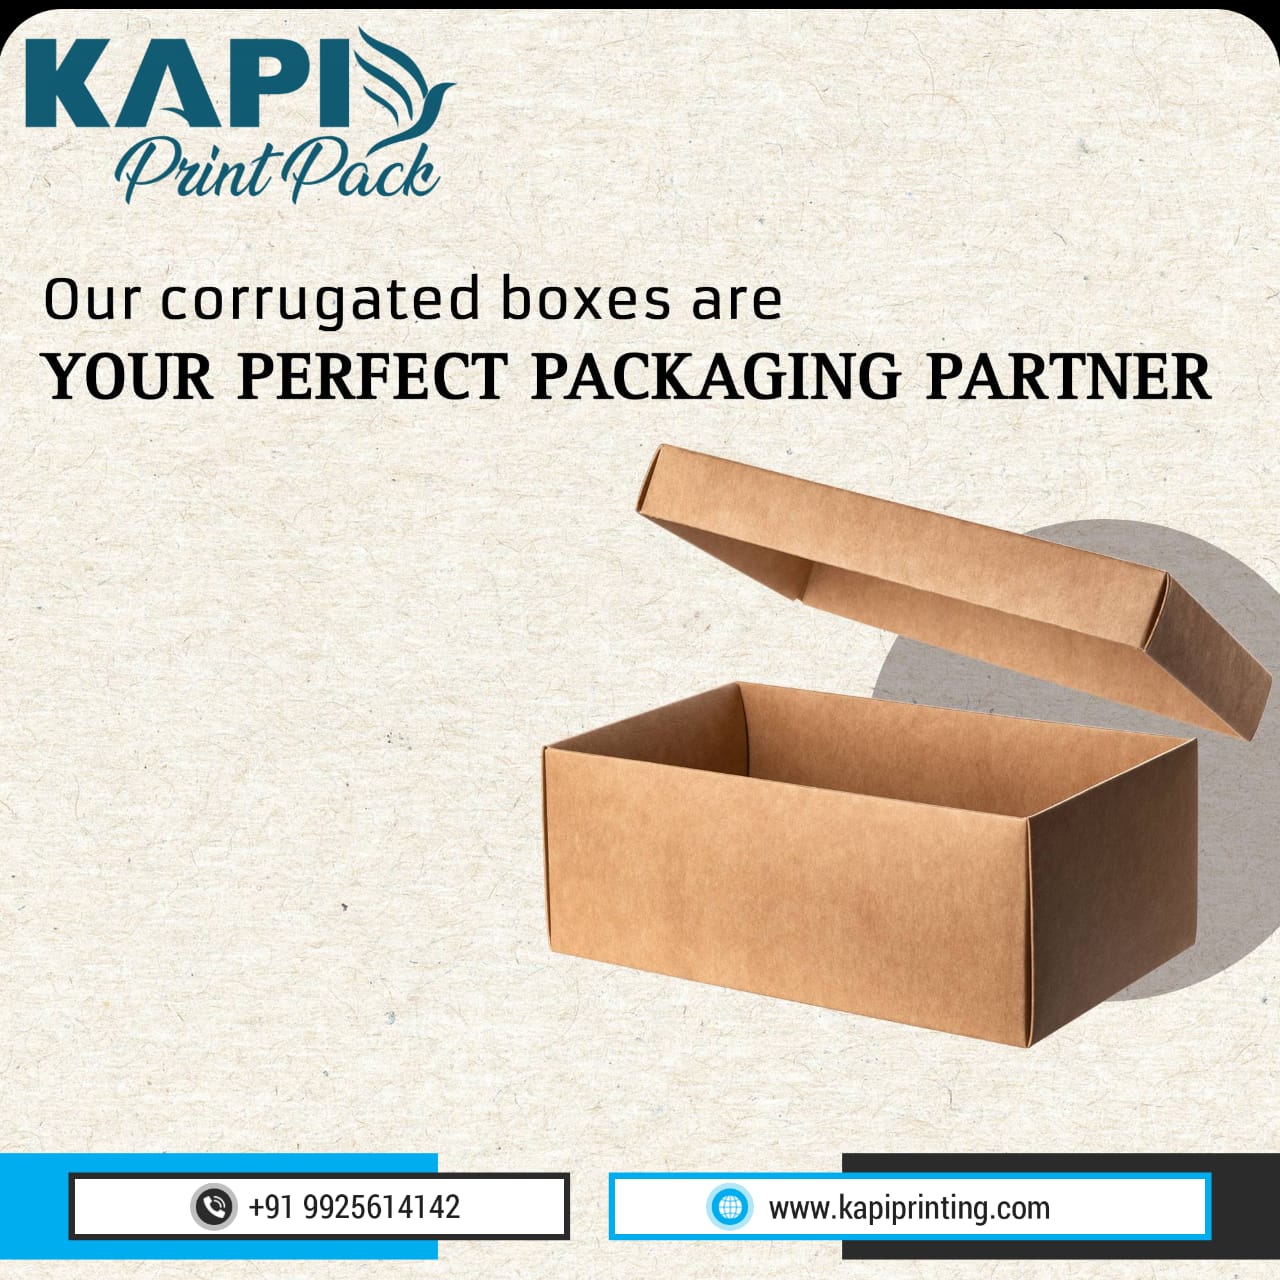 KAPI
Print Pack
Our corrugated boxes are
YOUR PERFECT PACKAGING PARTNER
+91 9925614142
www.kapiprinting.com